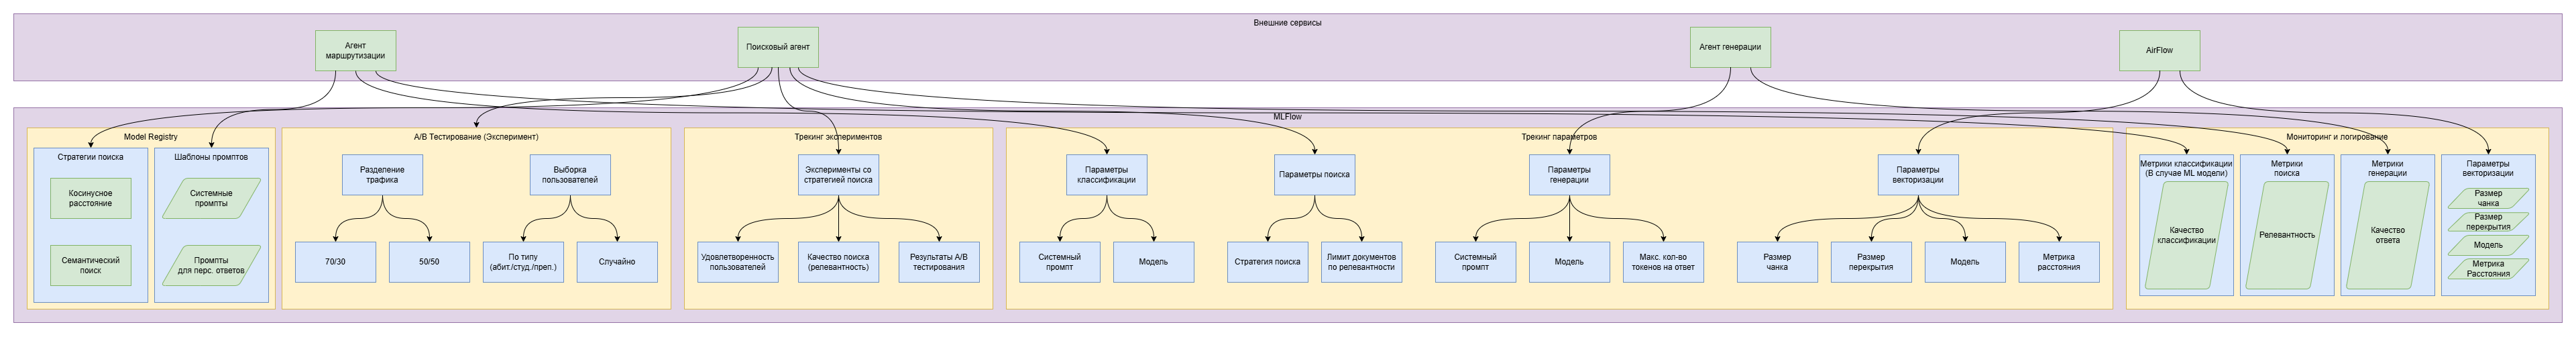 Внешние сервисы
Агент
маршрутизации
Поисковый агент
Агент генерации
AirFlow
MLFlow
Model Registry
Стратегии поиска
Косинусное
расстояние
Семантический
поиск
Шаблоны промптов
Системные
промпты
Промпты
для перс. ответов
A/B Тестирование (Эксперимент)
Разделение
трафика
70/30
50/50
Выборка
пользователей
По типу
(абит./студ./преп.)
Случайно
Трекинг экспериментов
Эксперименты со
стратегией поиска
Удовлетворенность
пользователей
Качество поиска
(релевантность)
Результаты A/B
тестирования
Трекинг параметров
Параметры
классификации
Системный
промпт
Модель
Параметры поиска
Стратегия поиска
Лимит документов
по релевантности
Параметры
генерации
Системный
промпт
Модель
Макс. кол-во
токенов на ответ
Параметры
векторизации
Размер
чанка
Размер
перекрытия
Модель
Метрика
расстояния
Мониторинг и логирование
Метрики классификации
(В случае ML модели)
Качество
классификации
Метрики
поиска
Релевантность
Метрики
генерации
Качество
ответа
Параметры
векторизации
Размер
чанка
Размер
перекрытия
Модель
Метрика
Расстояния